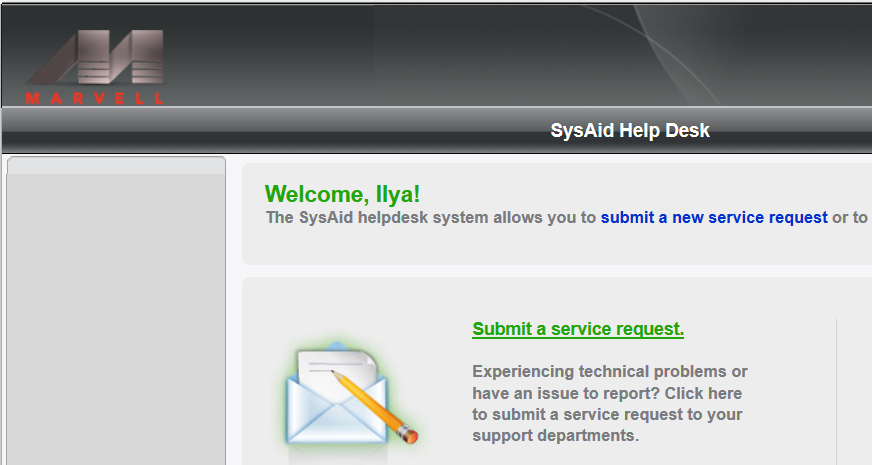 MARVELL
SysAid Help Desk
Welcome, Ilya!
The SysAid helpdesk system allows you to submit a new service request or to
Submit a service request.
Experiencing technical problems or
have an issue to report? Click here
to submit a service request to your
support departments.